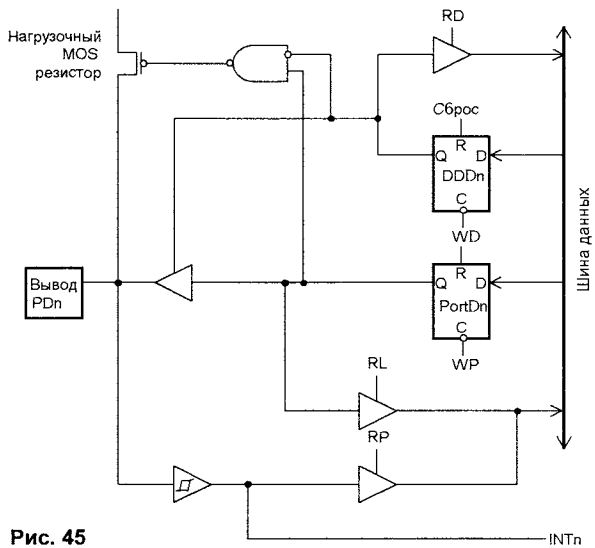 RD
Нагрузочный
MOS
резистор
Сброс
Q
R
D
DDDn
C
WD
Шина данных
Вывод
PDn
Q
R
D
PortDn
C
WP
RL
RP
INTn
Рис. 45